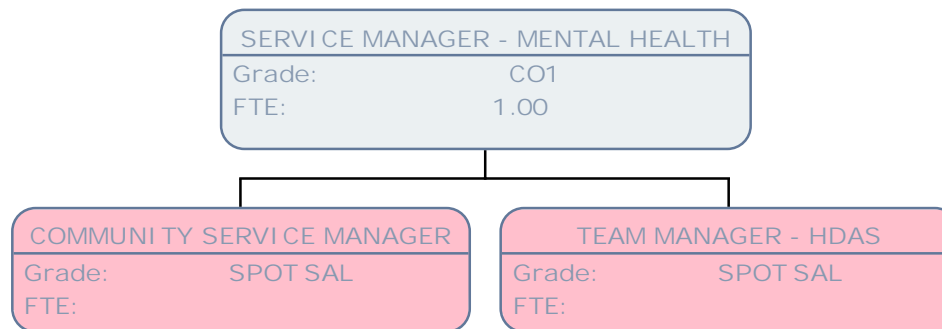 SERVICE MANAGER - MENTAL HEALTH
Grade: CO1
FTE: 1.00
COMMUNITY SERVICE MANAGER
Grade: SPOT SAL
FTE:
TEAM MANAGER - HDAS
Grade: SPOT SAL
FTE: